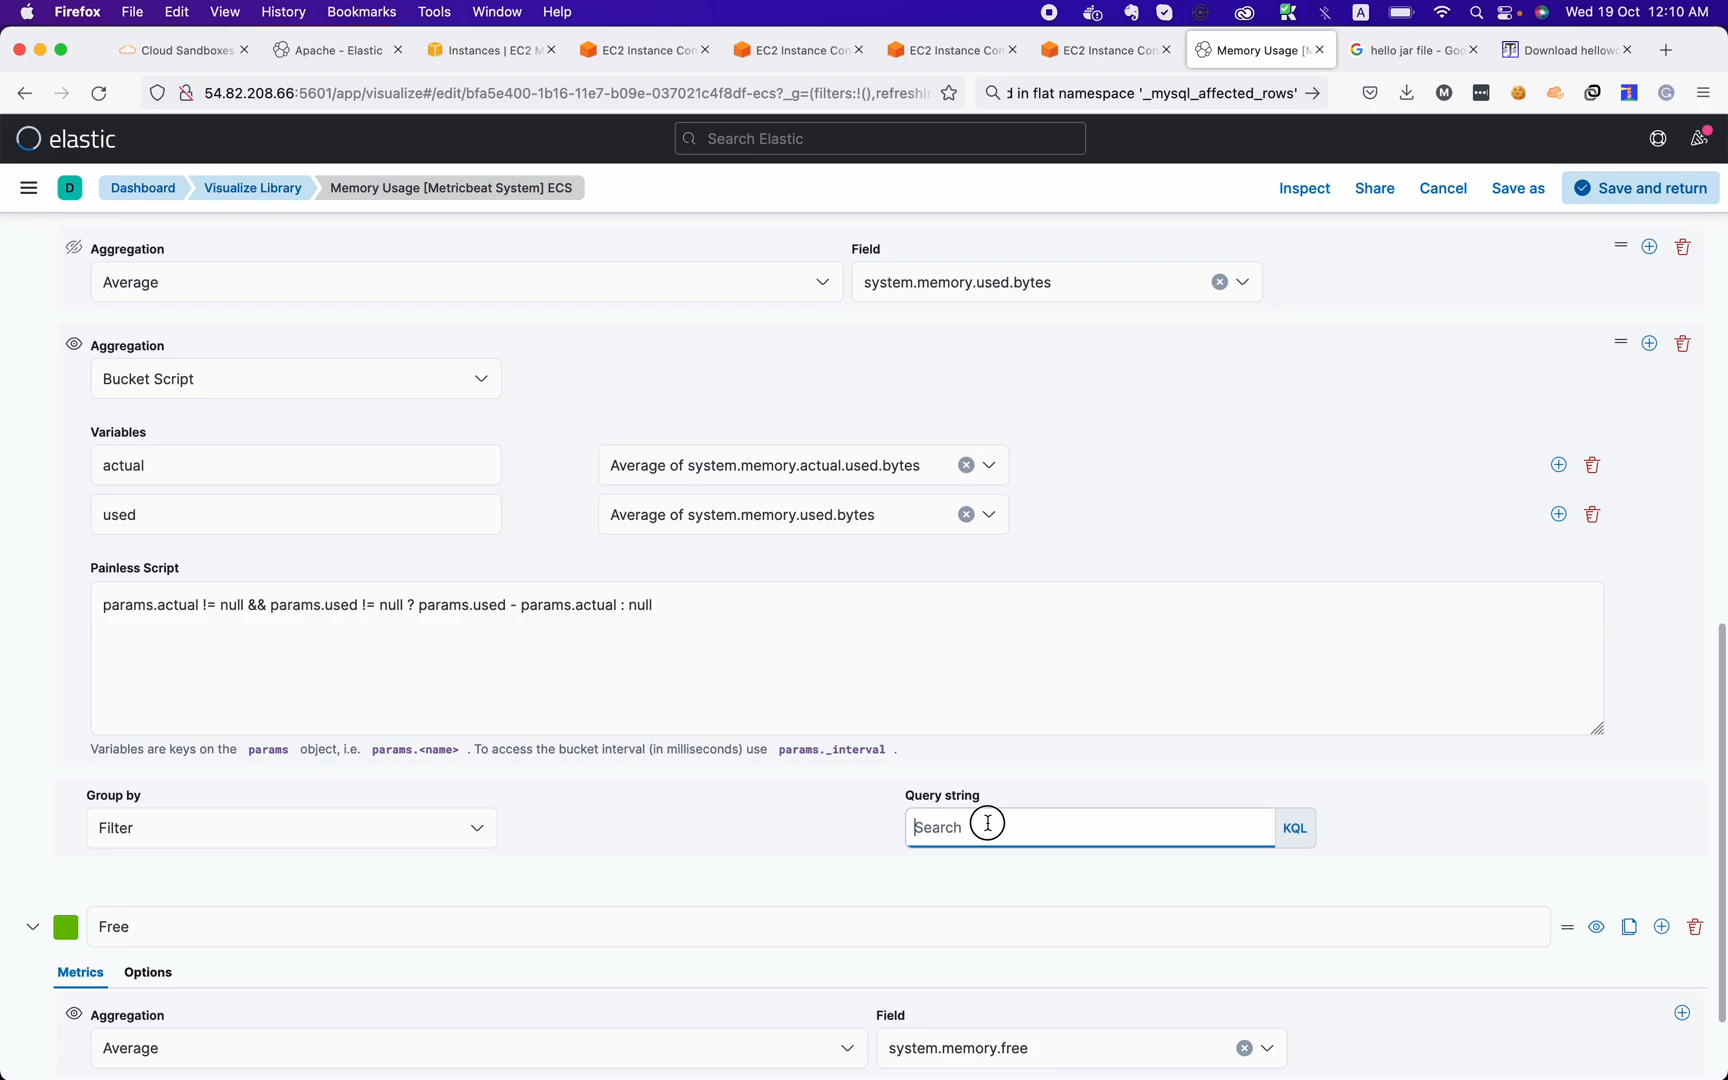 Firefox File Edit View History Bookmarks Tools Window Help A Wed 19 Oct 12:10 AM
Cloud Sandboxes Apache - Elastic Instances | EC2 M EC2 Instance Con EC2 Instance Con EC2 Instance Con EC2 Instance Con Memory Usage [M hello jar file - Goo Download hellow
54.82.208.66:5601/app/visualize#/edit/bfa5e400-1b16-11e7-b09e-037021c4f8df-ecs?_g=(filters:!(),refreshIn d in flat namespace '_mysql_affected_rows'
elastic Search Elastic
D Dashboard Visualize Library Memory Usage [Metricbeat System] ECS Inspect Share Cancel Save as Save and return
Aggregation Field
Average system.memory.used.bytes
Aggregation
Bucket Script
Variables
actual Average of system.memory.actual.used.bytes
used Average of system.memory.used.bytes
Painless Script
params.actual != null && params.used != null ? params.used - params.actual : null
Variables are keys on the params object, i.e. params.<name> . To access the bucket interval (in milliseconds) use params._interval .
Group by Query string
Filter Search KQL
Free
Metrics Options
Aggregation Field
Average system.memory.free